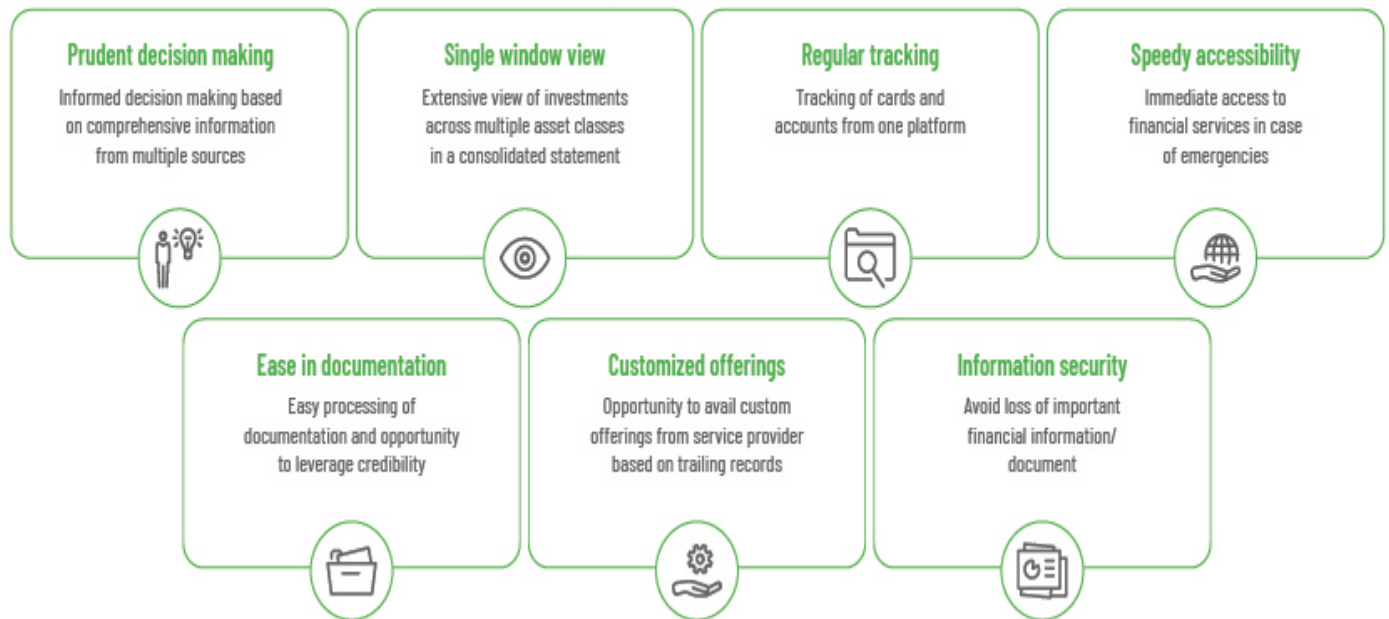 Prudent decision making
Informed decision making based
on comprehensive information
from multiple sources
Single window view
Extensive view of investments
across multiple asset classes
in a consolidated statement
Regular tracking
Tracking of cards and
accounts from one platform
Speedy accessibility
Immediate access to
financial services in case
of emergencies
Ease in documentation
Easy processing of
documentation and opportunity
to leverage credibility
Customized offerings
Opportunity to avail custom
offerings from service provider
based on trailing records
Information security
Avoid loss of important
financial information/
document